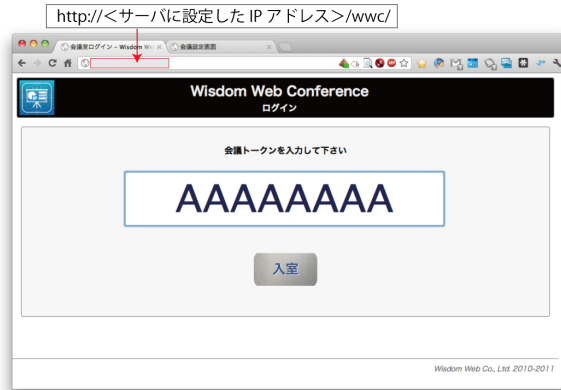 http://＜サーバに設定した IP アドレス＞/wwc/
会議室ログイン - Wisdom We
会議設定画面
Wisdom Web Conference
ログイン
会議トークンを入力して下さい
AAAAAAAA
入室
Wisdom Web Co., Ltd. 2010-2011